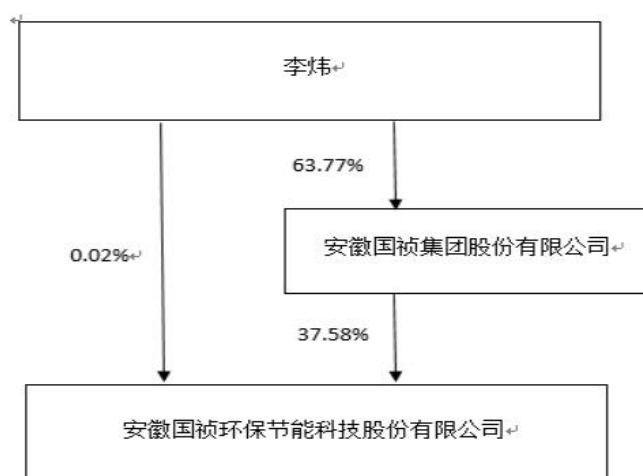 李炜
63.77%
安徽国祯集团股份有限公司
0.02%
37.58%
安徽国祯环保节能科技股份有限公司